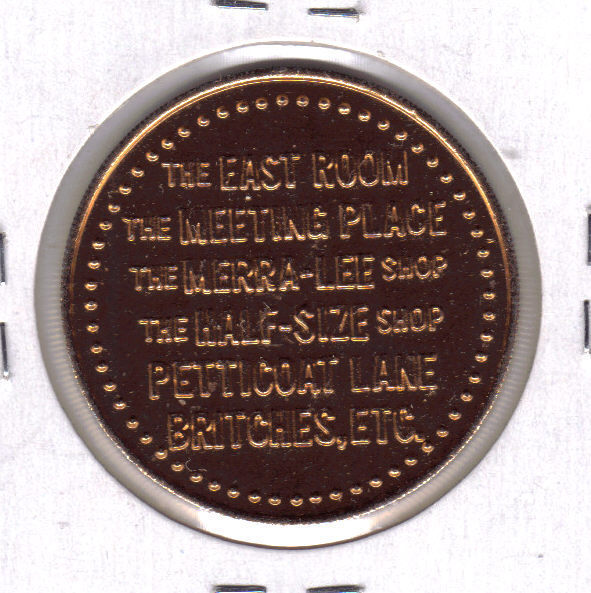 THE EAST ROOM
THE MEETING PLACE
THE MERRA-LEE SHOP
THE HALF-SIZE SHOP
PETTICOAT LANE
BRITCHES, ETC.